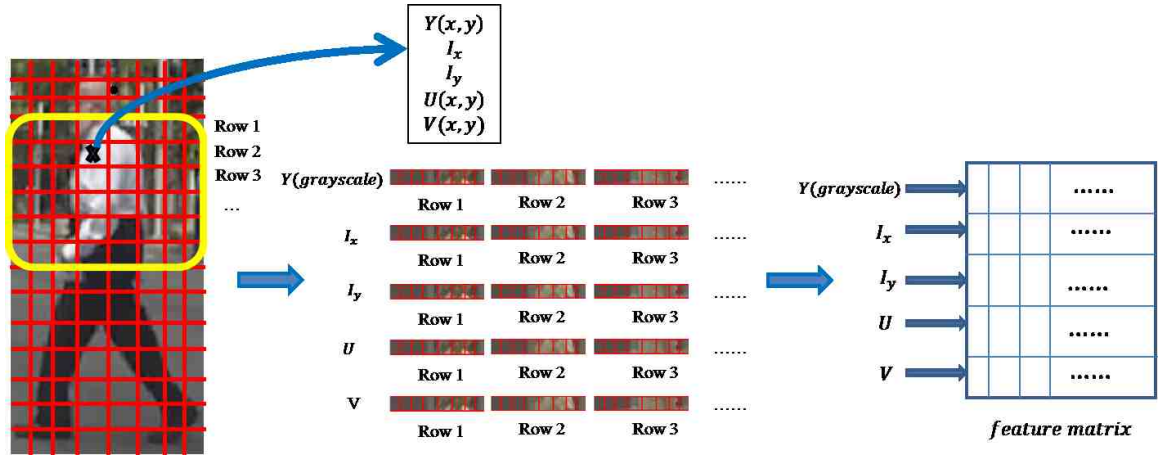 Y(x, y)
I_x
I_y
U(x, y)
V(x, y)
Row 1
Row 2
Row 3
...
Y(grayscale)
......
Row 1 Row 2 Row 3
I_x
......
Row 1 Row 2 Row 3
I_y
......
Row 1 Row 2 Row 3
U
......
Row 1 Row 2 Row 3
V
......
Row 1 Row 2 Row 3
Y(grayscale)
......
I_x
......
I_y
......
U
......
V
......
feature matrix